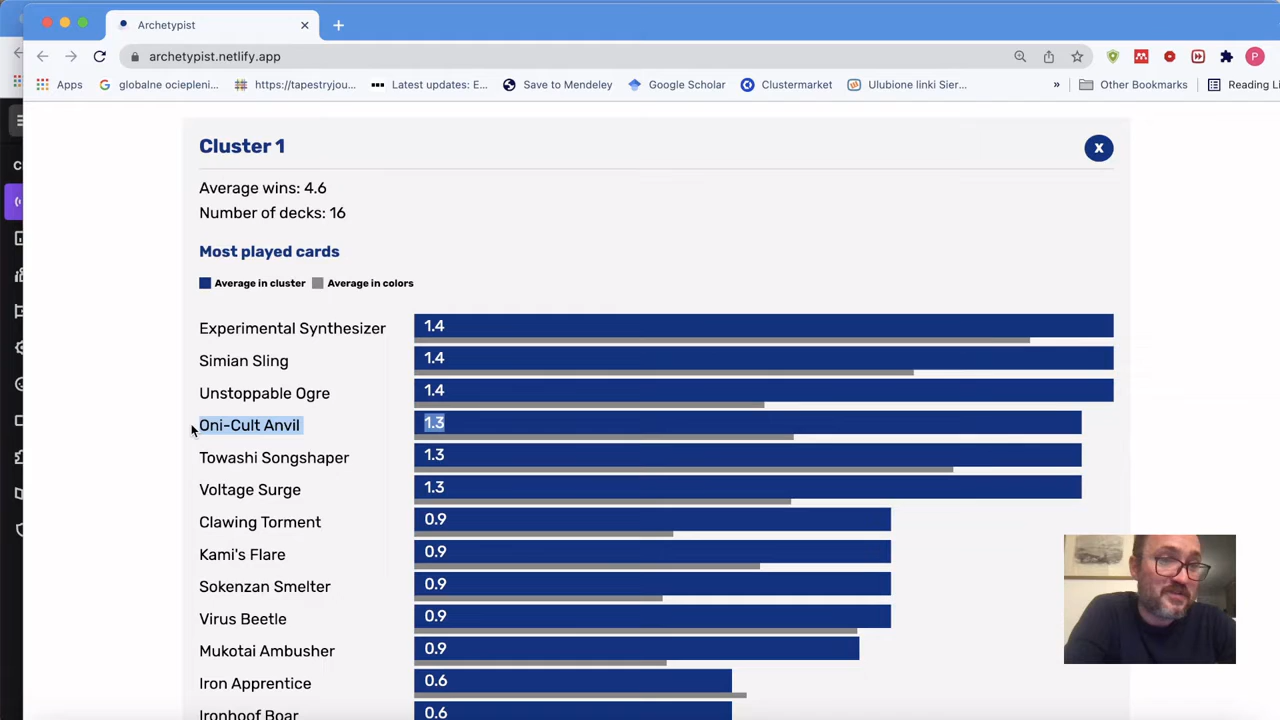 Archetypist
archetypist.netlify.app
P
Apps
globalne ociepleni...
https://tapestryjou...
Latest updates: E...
Save to Mendeley
Google Scholar
Clustermarket
Ulubione linki Sier...
»
Other Bookmarks
Reading Li
Cluster 1
X
Average wins: 4.6
Number of decks: 16
Most played cards
Average in cluster Average in colors
Experimental Synthesizer 1.4
Simian Sling 1.4
Unstoppable Ogre 1.4
Oni-Cult Anvil 1.3
Towashi Songshaper 1.3
Voltage Surge 1.3
Clawing Torment 0.9
Kami's Flare 0.9
Sokenzan Smelter 0.9
Virus Beetle 0.9
Mukotai Ambusher 0.9
Iron Apprentice 0.6
Ironhoof Boar 0.6